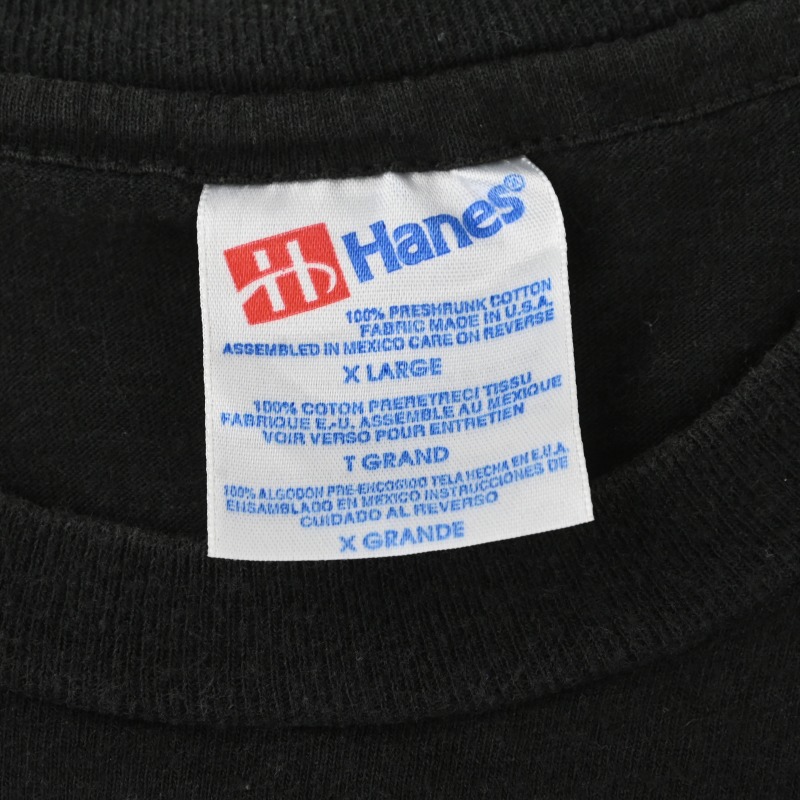 H Hanes®
100% PRESHRUNK COTTON
FABRIC MADE IN U.S.A.
ASSEMBLED IN MEXICO CARE ON REVERSE
X LARGE
100% COTON PRERETRECI TISSU
FABRIQUE E.-U. ASSEMBLE AU MEXIQUE
VOIR VERSO POUR ENTRETIEN
T GRAND
100% ALGODON PRE-ENCOGIDO TELA HECHA EN E.U.A.
ENSAMBLADO EN MEXICO INSTRUCCIONES DE
CUIDADO AL REVERSO
X GRANDE